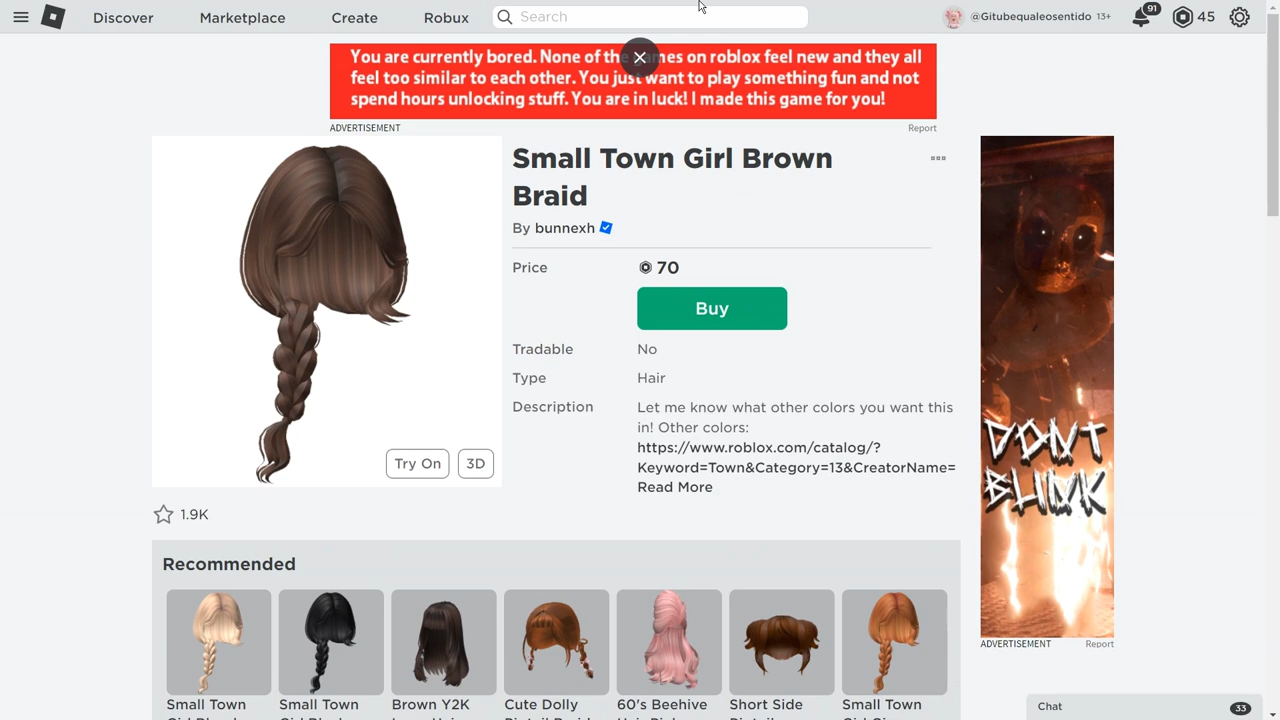 Discover
Marketplace
Create
Robux
Search
@Gitubequaleosentido 13+
91
45
You are currently bored. None of the games on roblox feel new and they all
feel too similar to each other. You just want to play something fun and not
spend hours unlocking stuff. You are in luck! I made this game for you!
ADVERTISEMENT
Report
Small Town Girl Brown
Braid
By bunnexh
Price
70
Buy
Tradable
No
Type
Hair
Description
Let me know what other colors you want this
in! Other colors:
https://www.roblox.com/catalog/?
Keyword=Town&Category=13&CreatorName=
Read More
Try On
3D
1.9K
DON'T
BLINK
ADVERTISEMENT
Report
Recommended
Small Town
Small Town
Brown Y2K
Cute Dolly
60's Beehive
Short Side
Small Town
Chat
33